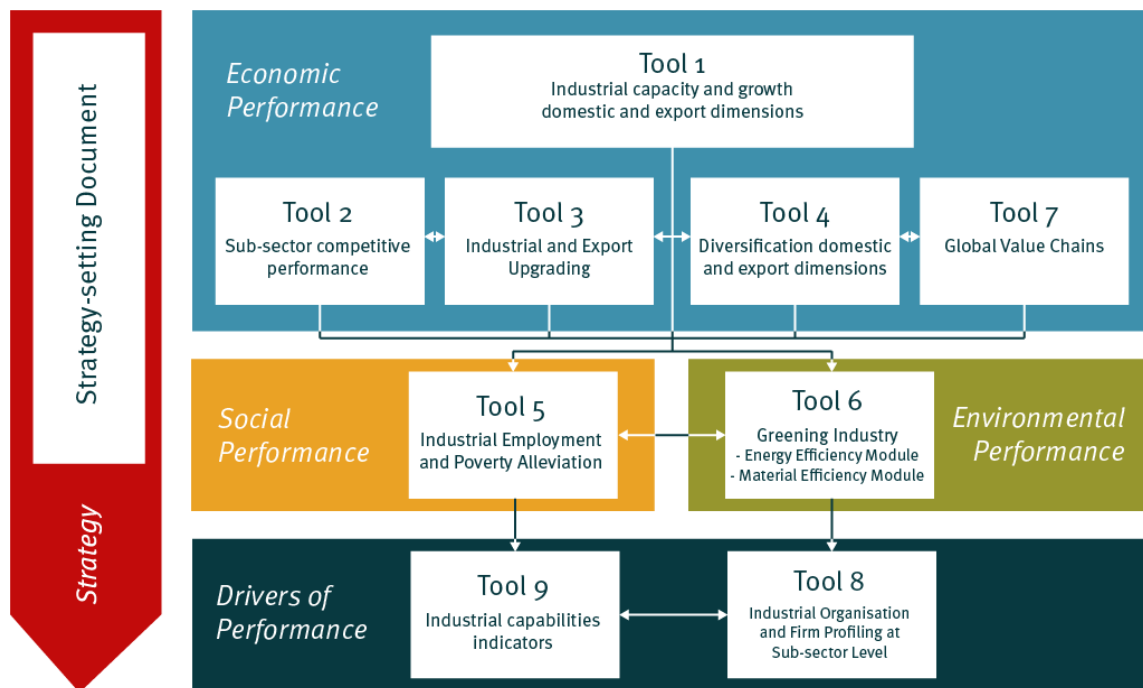 Strategy-setting Document
Strategy
Economic
Performance
Tool 1
Industrial capacity and growth
domestic and export dimensions
Tool 2
Sub-sector competitive
performance
Tool 3
Industrial and Export
Upgrading
Tool 4
Diversification domestic
and export dimensions
Tool 7
Global Value Chains
Social
Performance
Tool 5
Industrial Employment
and Poverty Alleviation
Tool 6
Greening Industry
- Energy Efficiency Module
- Material Efficiency Module
Environmental
Performance
Drivers of
Performance
Tool 9
Industrial capabilities
indicators
Tool 8
Industrial Organisation
and Firm Profiling at
Sub-sector Level